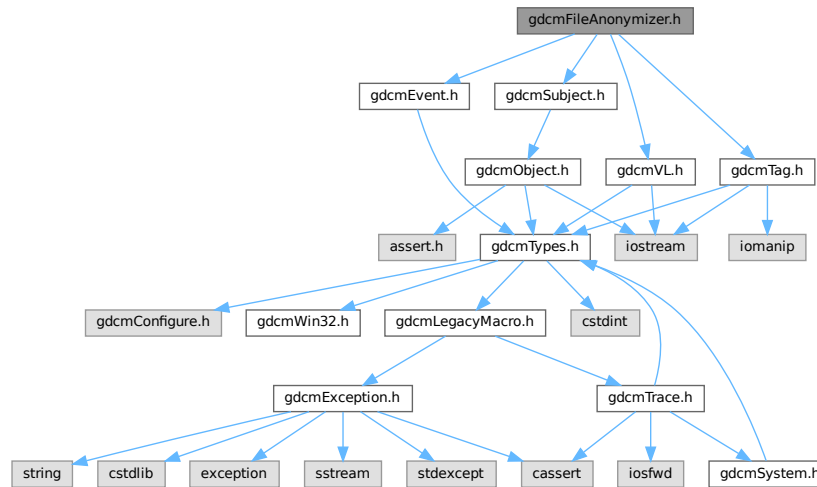 gdcmFileAnonymizer.h
gdcmEvent.h
gdcmSubject.h
gdcmObject.h
gdcmVL.h
gdcmTag.h
assert.h
gdcmTypes.h
iostream
iomanip
gdcmConfigure.h
gdcmWin32.h
gdcmLegacyMacro.h
cstdint
gdcmException.h
gdcmTrace.h
string
cstdlib
exception
sstream
stdexcept
cassert
iosfwd
gdcmSystem.h